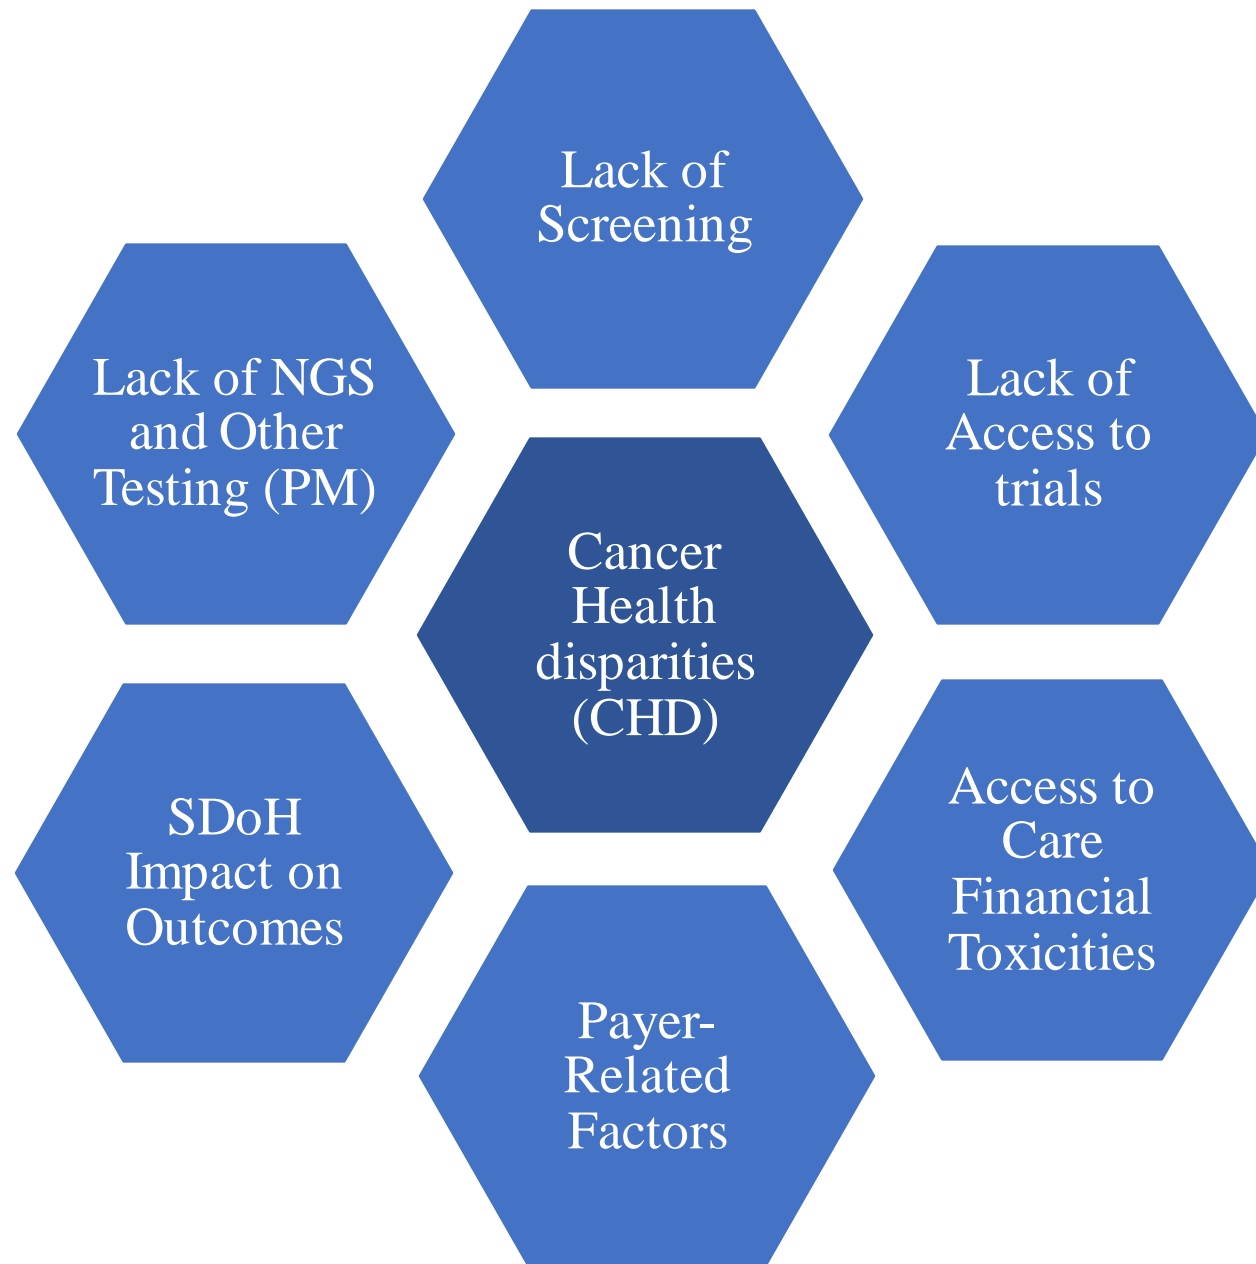 Lack of
Screening
Lack of NGS
and Other
Testing (PM)
Lack of
Access to
trials
Cancer
Health
disparities
(CHD)
SDoH
Impact on
Outcomes
Access to
Care
Financial
Toxicities
Payer-
Related
Factors